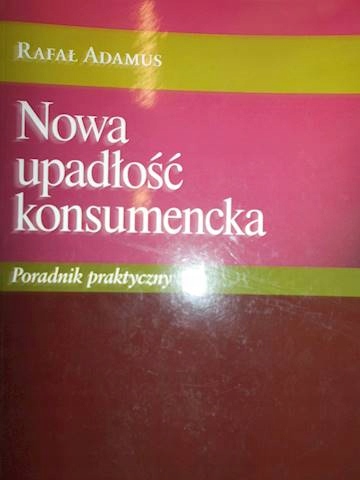 RAFAŁ ADAMUS
Nowa
upadłość
konsumencka
Poradnik praktyczny